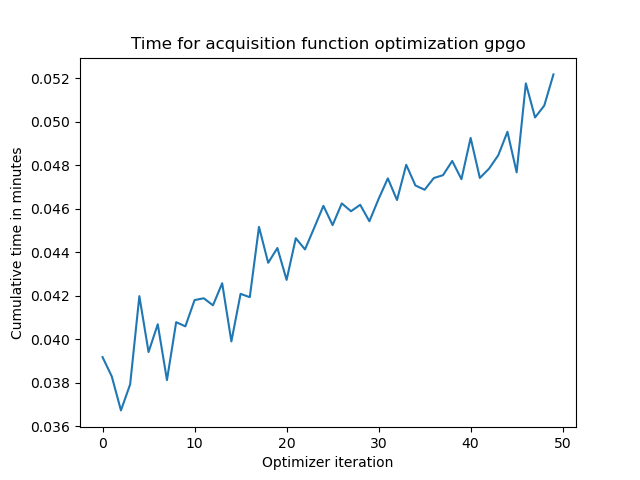 Time for acquisition function optimization gpgo
Cumulative time in minutes
0.052
0.050
0.048
0.046
0.044
0.042
0.040
0.038
0.036
0 10 20 30 40 50
Optimizer iteration